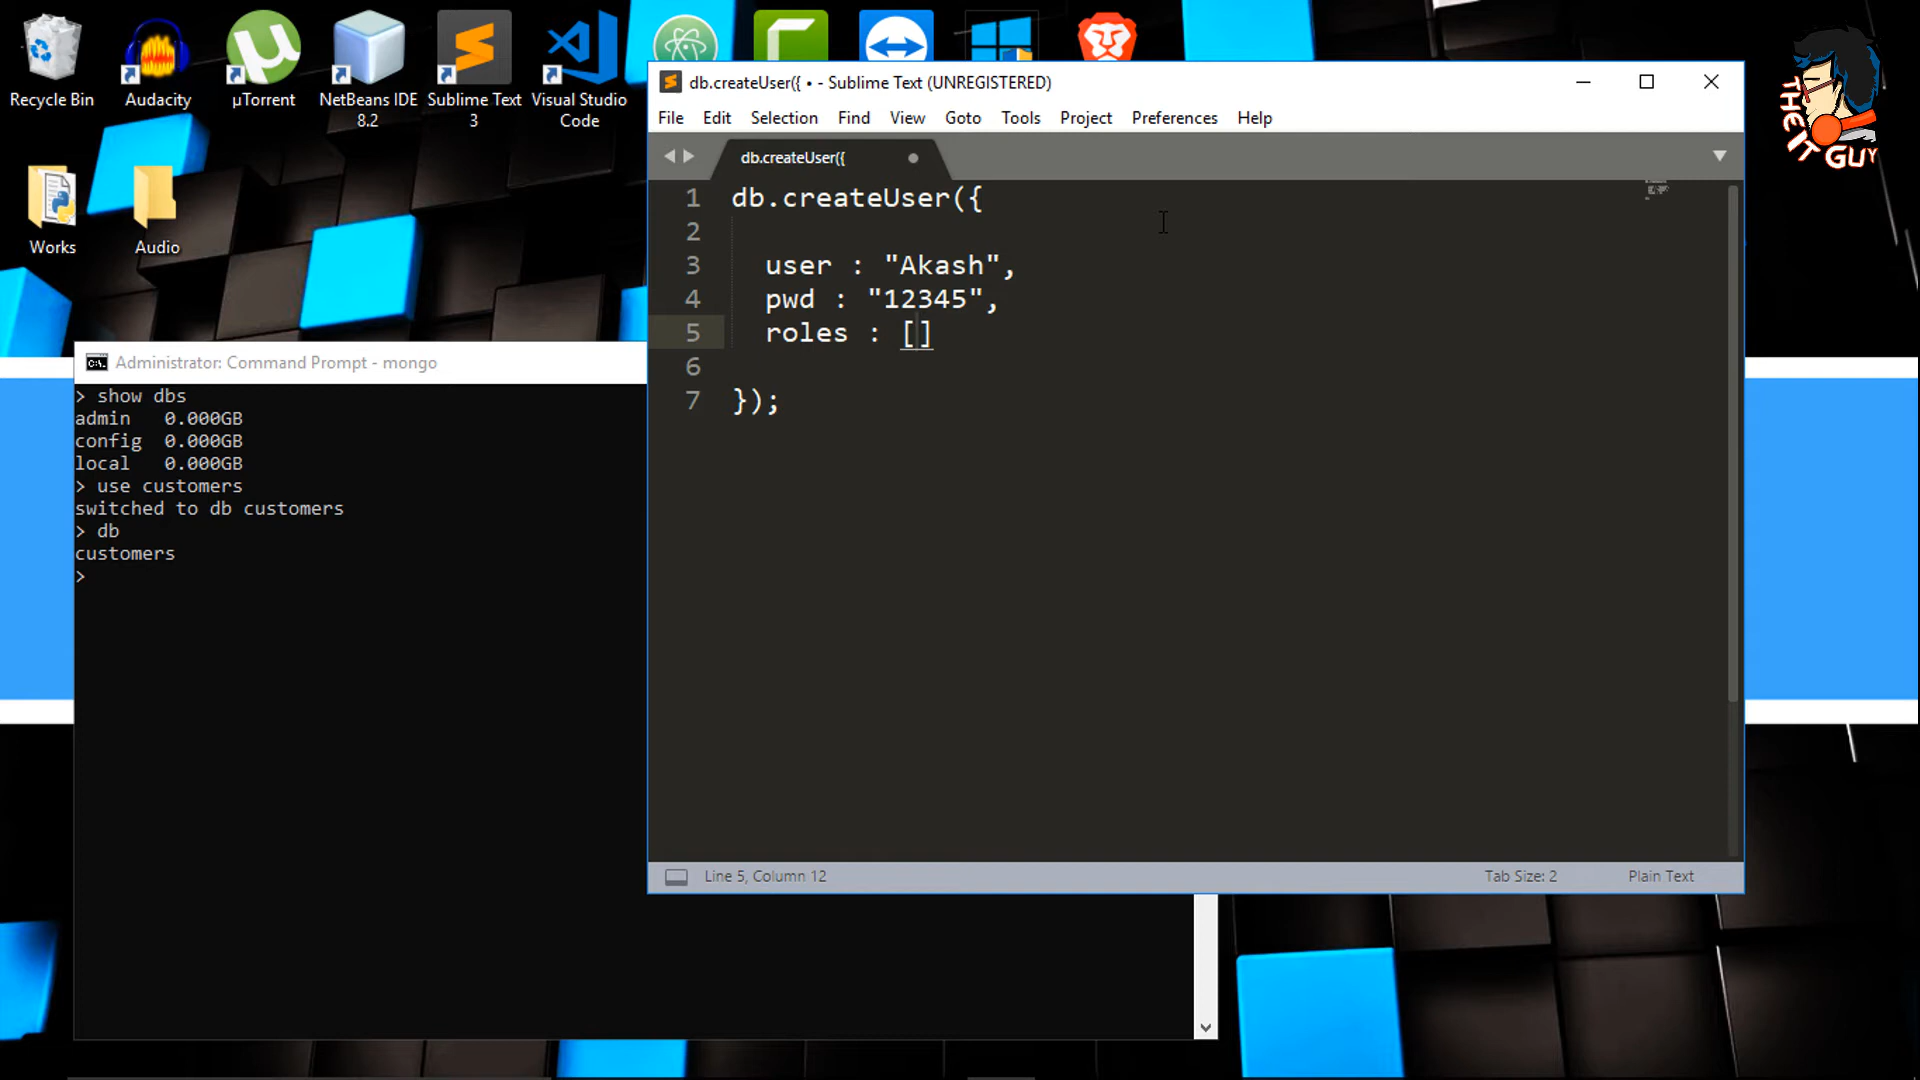 Recycle Bin
Audacity
µTorrent
NetBeans IDE
8.2
Sublime Text
3
Visual Studio
Code
Works
Audio
THE IT GUY
db.createUser({ • - Sublime Text (UNREGISTERED)
File Edit Selection Find View Goto Tools Project Preferences Help
db.createUser({
1 db.createUser({
2
3 user : "Akash",
4 pwd : "12345",
5 roles : []
6
7 });
Line 5, Column 12
Tab Size: 2
Plain Text
Administrator: Command Prompt - mongo
> show dbs
admin 0.000GB
config 0.000GB
local 0.000GB
> use customers
switched to db customers
> db
customers
>